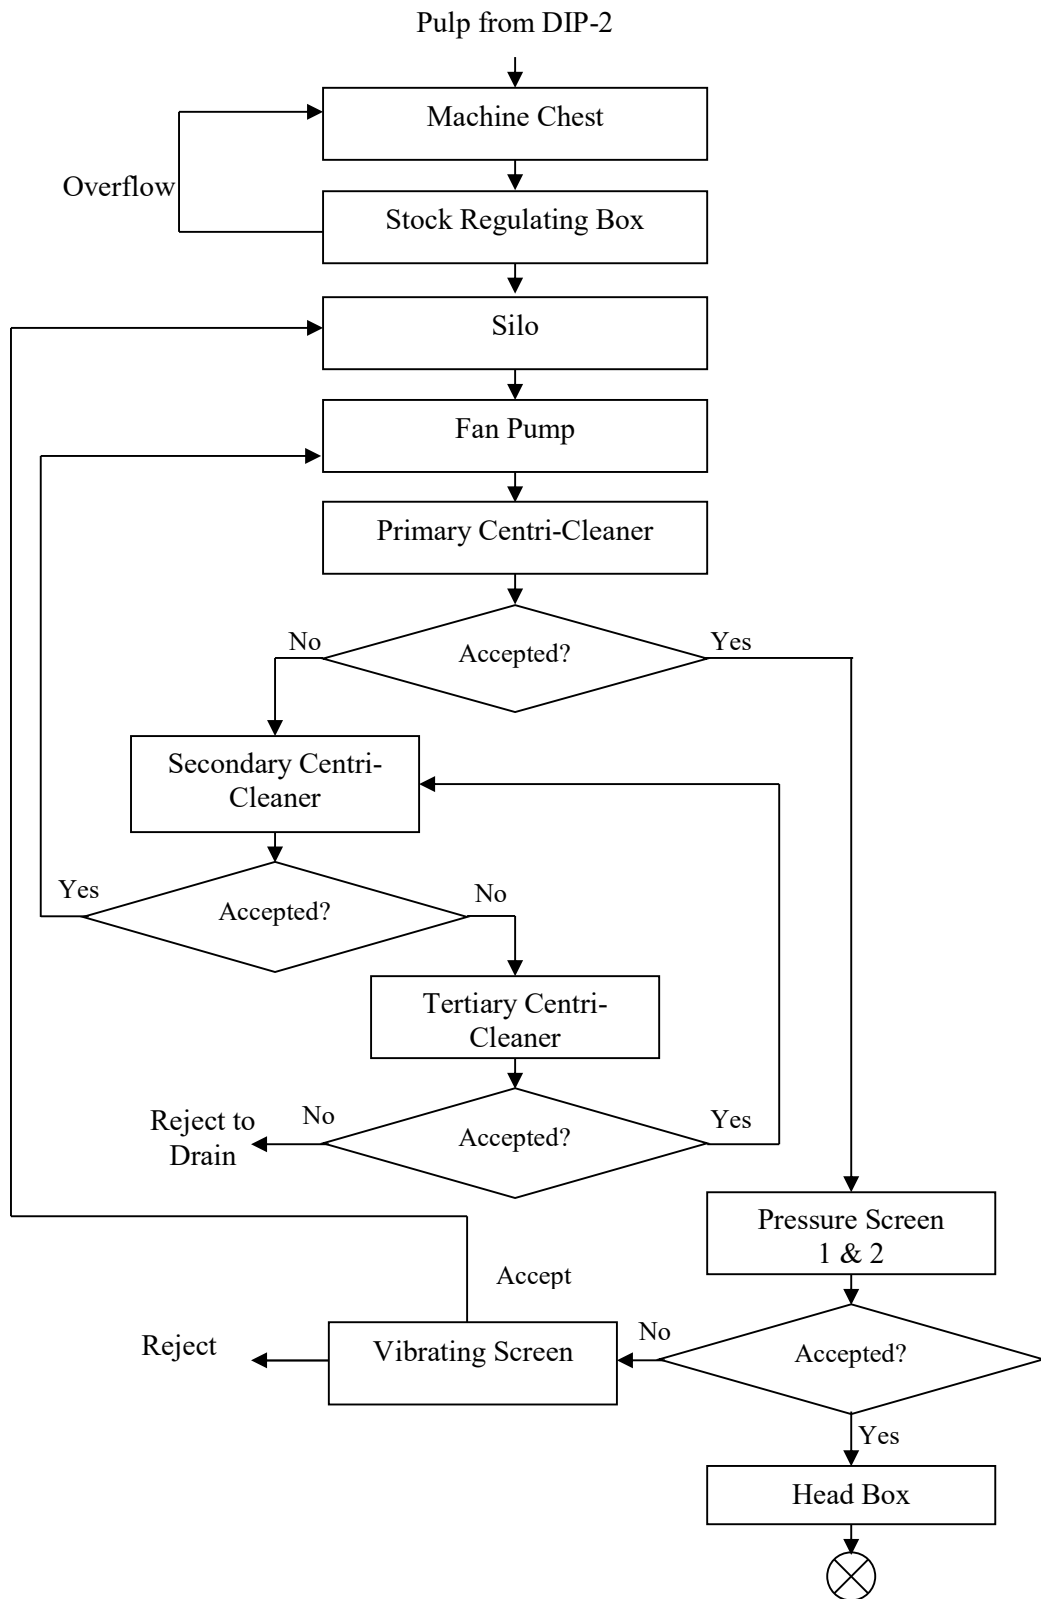 Pulp from DIP-2
Machine Chest
Overflow
Stock Regulating Box
Silo
Fan Pump
Primary Centri-Cleaner
No
Accepted?
Yes
Secondary Centri-
Cleaner
Yes
Accepted?
No
Tertiary Centri-
Cleaner
Reject to
Drain
No
Accepted?
Yes
Pressure Screen
1 & 2
Accept
Reject
Vibrating Screen
No
Accepted?
Yes
Head Box